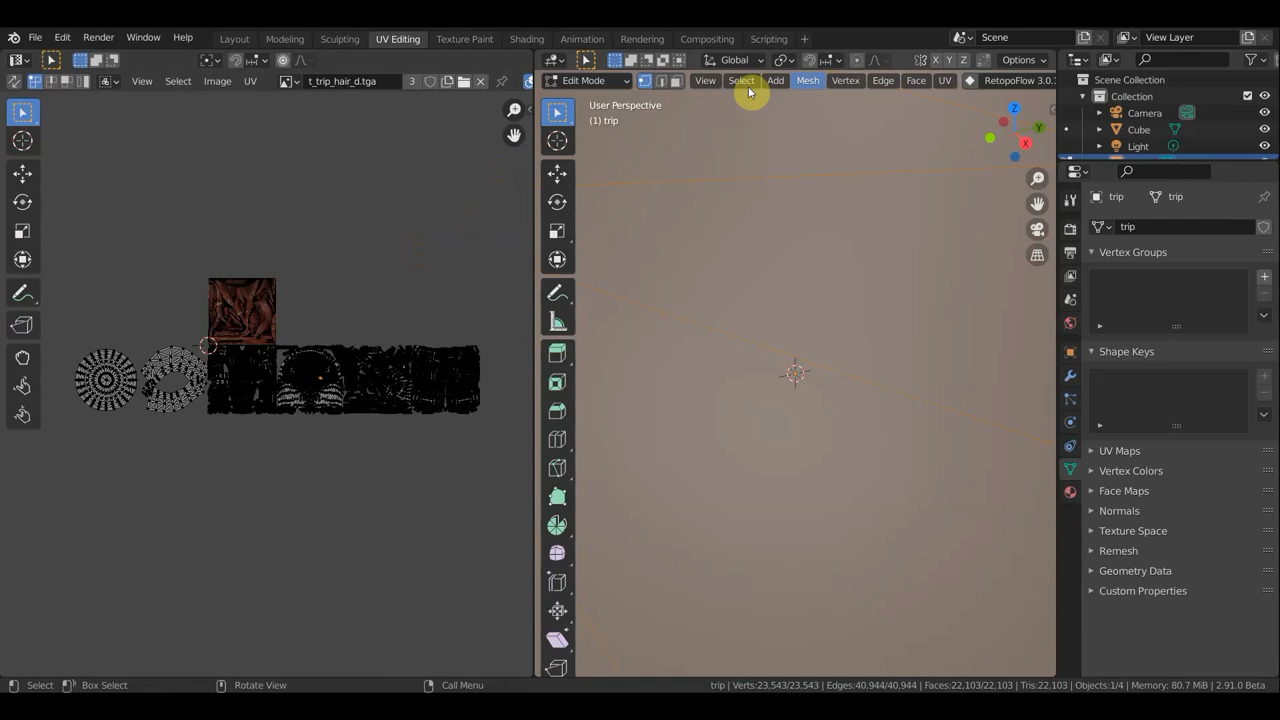 File Edit Render Window Help Layout Modeling Sculpting UV Editing Texture Paint Shading Animation Rendering Compositing Scripting Scene View Layer
Global Options
View Select Image UV t_trip_hair_d.tga 3 Edit Mode View Select Add Mesh Vertex Edge Face UV RetopoFlow 3.0.
Scene Collection
Collection
Camera
Cube
Light
User Perspective
(1) trip
Z
Y
X
trip trip
trip
Vertex Groups
Shape Keys
UV Maps
Vertex Colors
Face Maps
Normals
Texture Space
Remesh
Geometry Data
Custom Properties
Select Box Select Rotate View Call Menu trip | Verts:23,543/23,543 | Edges:40,944/40,944 | Faces:22,103/22,103 | Tris:22,103 | Objects:1/4 | Memory: 80.7 MiB | 2.91.0 Beta